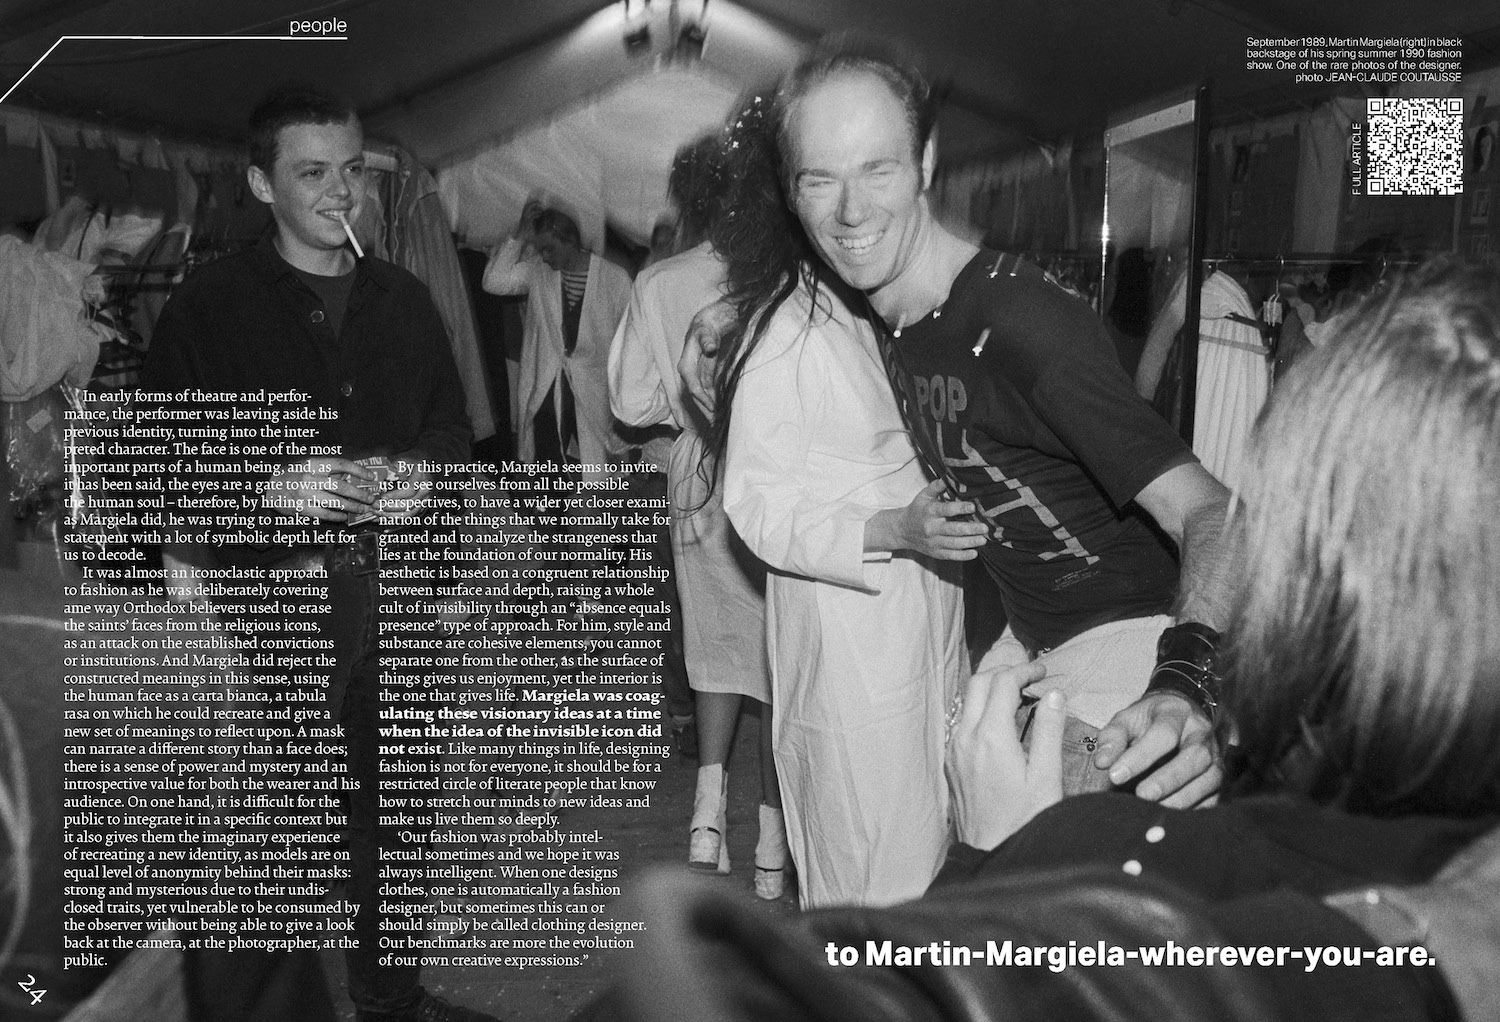 people
September 1989, Martin Margiela (right) in black
backstage of his spring summer 1990 fashion
show. One of the rare photos of the designer.
photo JEAN-CLAUDE COUTAUSSE
FULL ARTICLE
POP
In early forms of theatre and perfor-
mance, the performer was leaving aside his
previous identity, turning into the inter-
preted character. The face is one of the most
important parts of a human being, and, as
it has been said, the eyes are a gate towards
the human soul – therefore, by hiding them,
as Margiela did, he was trying to make a
statement with a lot of symbolic depth left for
us to decode.
It was almost an iconoclastic approach
to fashion as he was deliberately covering
ame way Orthodox believers used to erase
the saints’ faces from the religious icons,
as an attack on the established convictions
or institutions. And Margiela did reject the
constructed meanings in this sense, using
the human face as a carta bianca, a tabula
rasa on which he could recreate and give a
new set of meanings to reflect upon. A mask
can narrate a different story than a face does;
there is a sense of power and mystery and an
introspective value for both the wearer and his
audience. On one hand, it is difficult for the
public to integrate it in a specific context but
it also gives them the imaginary experience
of recreating a new identity, as models are on
equal level of anonymity behind their masks:
strong and mysterious due to their undis-
closed traits, yet vulnerable to be consumed by
the observer without being able to give a look
back at the camera, at the photographer, at the
public.
By this practice, Margiela seems to invite
us to see ourselves from all the possible
perspectives, to have a wider yet closer exami-
nation of the things that we normally take for
granted and to analyze the strangeness that
lies at the foundation of our normality. His
aesthetic is based on a congruent relationship
between surface and depth, raising a whole
cult of invisibility through an “absence equals
presence” type of approach. For him, style and
substance are cohesive elements, you cannot
separate one from the other, as the surface of
things gives us enjoyment, yet the interior is
the one that gives life. Margiela was coag-
ulating these visionary ideas at a time
when the idea of the invisible icon did
not exist. Like many things in life, designing
fashion is not for everyone, it should be for a
restricted circle of literate people that know
how to stretch our minds to new ideas and
make us live them so deeply.
‘Our fashion was probably intel-
lectual sometimes and we hope it was
always intelligent. When one designs
clothes, one is automatically a fashion
designer, but sometimes this can or
should simply be called clothing designer.
Our benchmarks are more the evolution
of our own creative expressions.”
to Martin-Margiela-wherever-you-are.
24